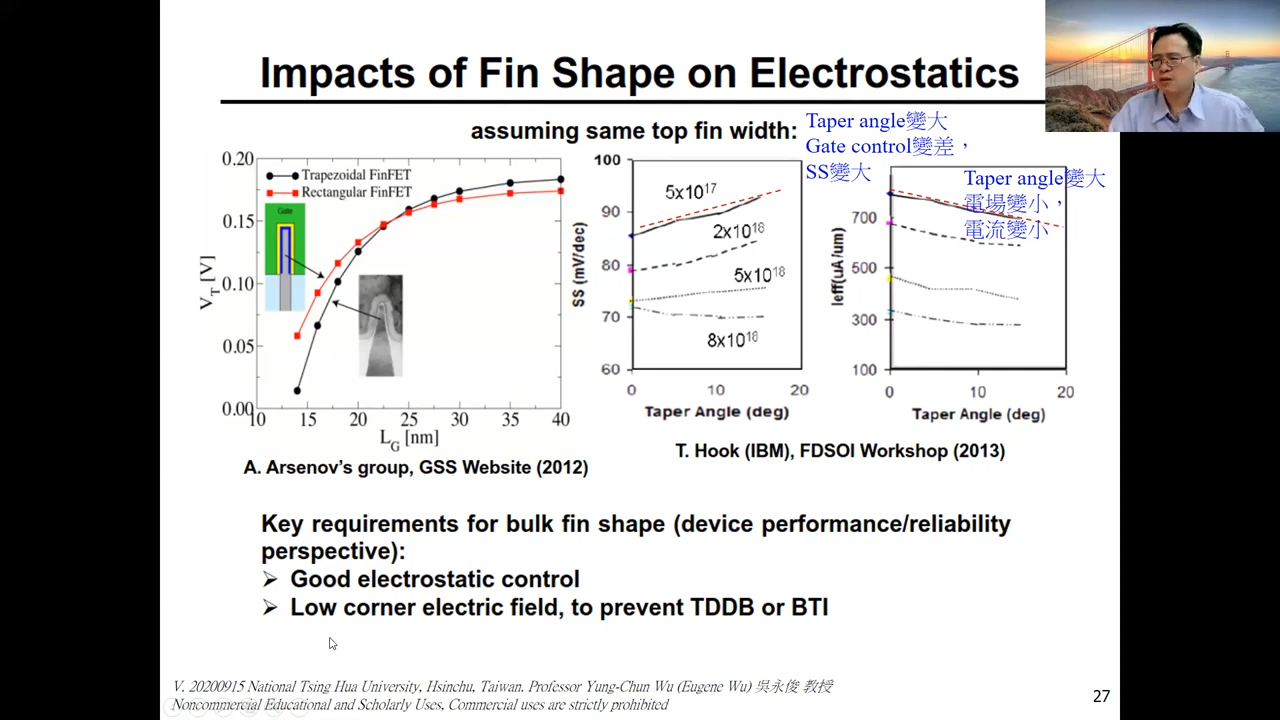 Impacts of Fin Shape on Electrostatics
assuming same top fin width:
Taper angle變大
Gate control變差，
SS變大
Taper angle變大
電場變小，
電流變小
0.20
0.15
0.10
0.05
0.00
V_T [V]
Trapezoidal FinFET
Rectangular FinFET
Gate
10 15 20 25 30 35 40
L_G [nm]
100
90
80
70
60
SS (mV/dec)
5x10^17
2x10^18
5x10^18
8x10^18
0 10 20
Taper Angle (deg)
700
500
300
100
Ieff(uA/um)
0 10 20
Taper Angle (deg)
A. Arsenov's group, GSS Website (2012)
T. Hook (IBM), FDSOI Workshop (2013)
Key requirements for bulk fin shape (device performance/reliability
perspective):
➢ Good electrostatic control
➢ Low corner electric field, to prevent TDDB or BTI
V. 20200915 National Tsing Hua University, Hsinchu, Taiwan. Professor Yung-Chun Wu (Eugene Wu) 吳永俊 教授
Noncommercial Educational and Scholarly Uses, Commercial uses are strictly prohibited
27